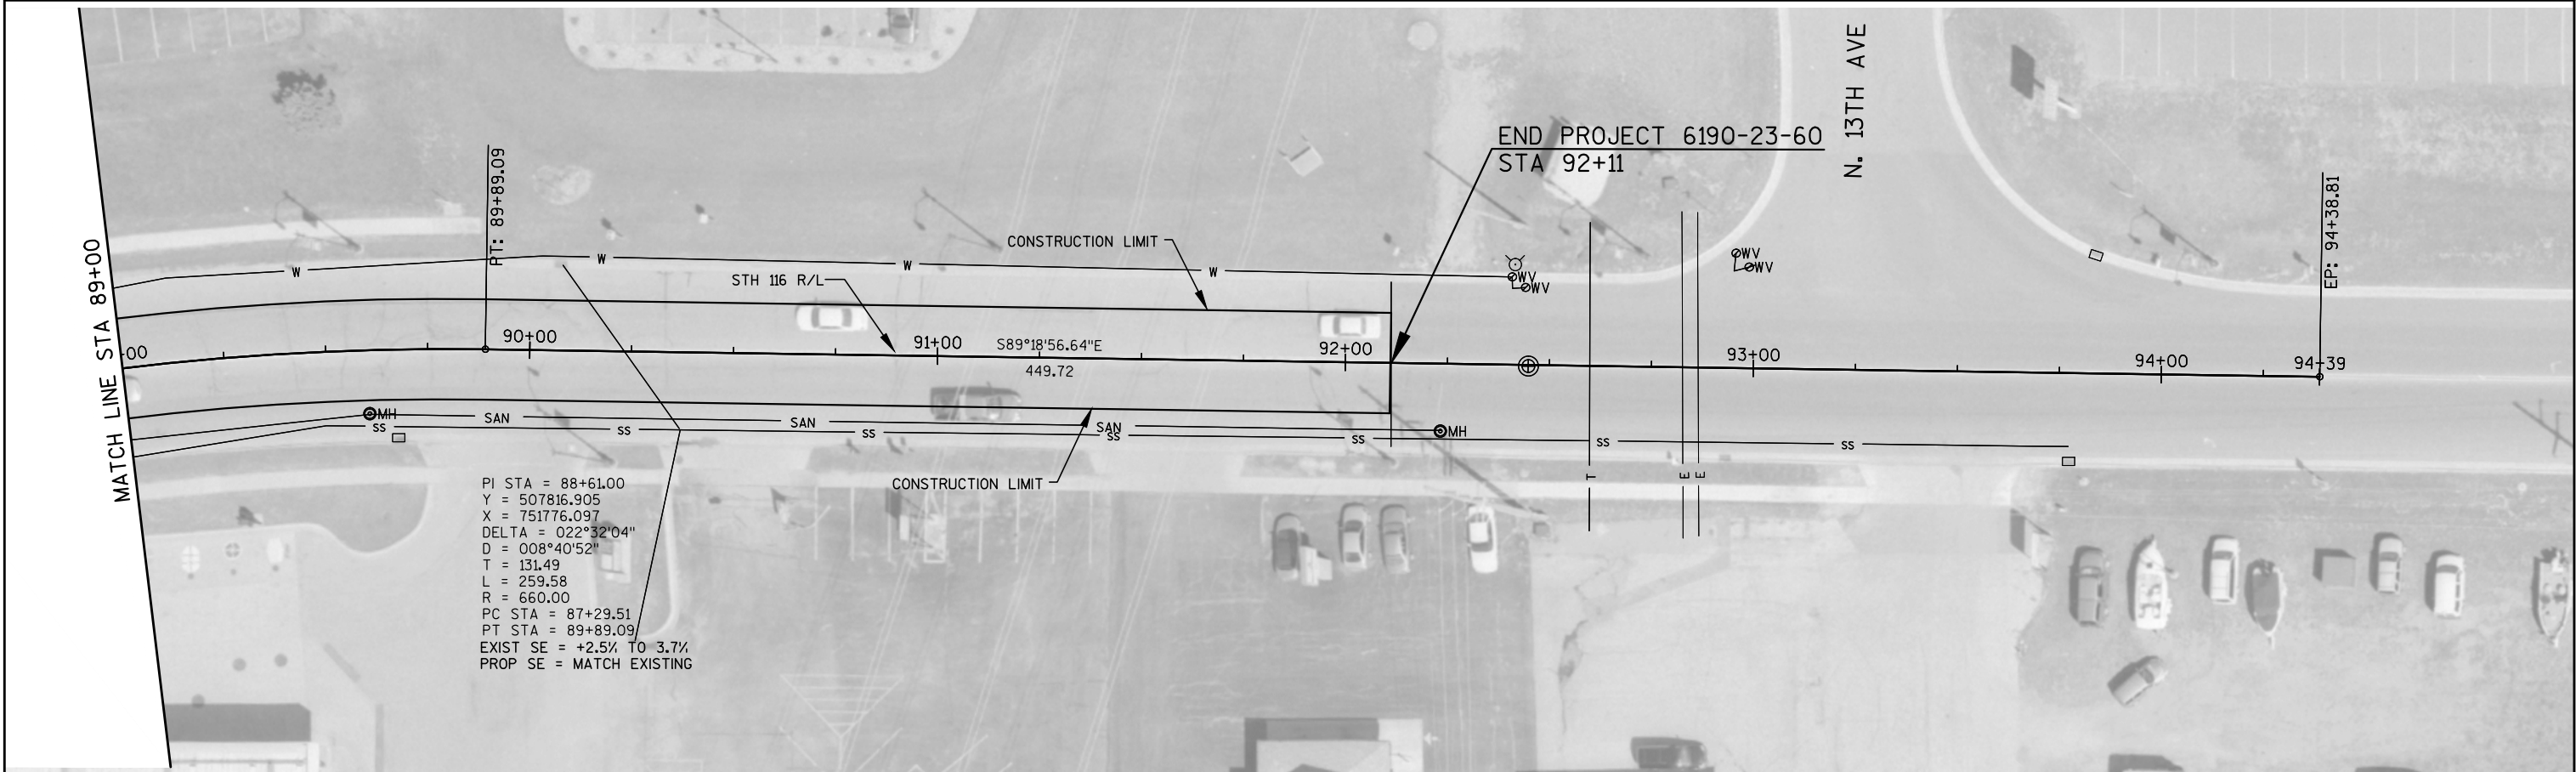 N. 13TH AVE
END PROJECT 6190-23-60
STA 92+11
PT: 89+89.09
EP: 94+38.81
MATCH LINE STA 89+00
CONSTRUCTION LIMIT
W
W
W
W
WV
WV
WV
WV
STH 116 R/L
00
90+00
91+00
S89°18'56.64"E
449.72
92+00
93+00
94+00
94+39
MH
SAN
SAN
SAN
MH
SS
SS
SS
SS
SS
SS
SS
T
E
E
CONSTRUCTION LIMIT
PI STA = 88+61.00
Y = 507816.905
X = 751776.097
DELTA = 022°32'04"
D = 008°40'52"
T = 131.49
L = 259.58
R = 660.00
PC STA = 87+29.51
PT STA = 89+89.09
EXIST SE = +2.5% TO 3.7%
PROP SE = MATCH EXISTING